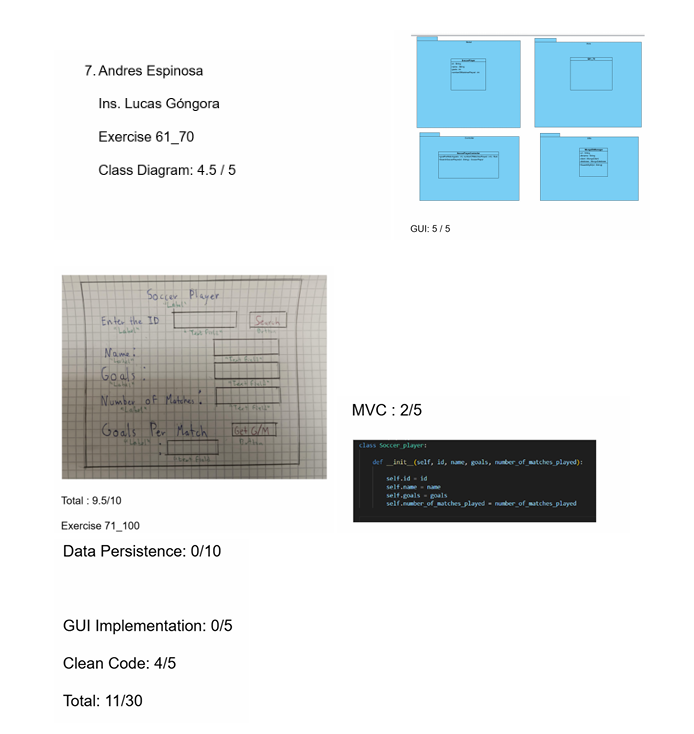 7. Andres Espinosa
Ins. Lucas Góngora
Exercise 61_70
Class Diagram: 4.5 / 5
GUI: 5 / 5
Soccer Player
"Label"
Enter the ID
Search
"Label"
"Text Field"
Button
Name:
"Label"
"Text Field"
Goals:
"Label"
"Text Field"
Number of Matches:
"Label"
"Text Field"
Goals Per Match
Get G/M
"Label"
Button
:
"Text Field"
MVC : 2/5
class Soccer_player:
def __init__(self, id, name, goals, number_of_matches_played):
self.id = id
self.name = name
self.goals = goals
self.number_of_matches_played = number_of_matches_played
Total : 9.5/10
Exercise 71_100
Data Persistence: 0/10
GUI Implementation: 0/5
Clean Code: 4/5
Total: 11/30